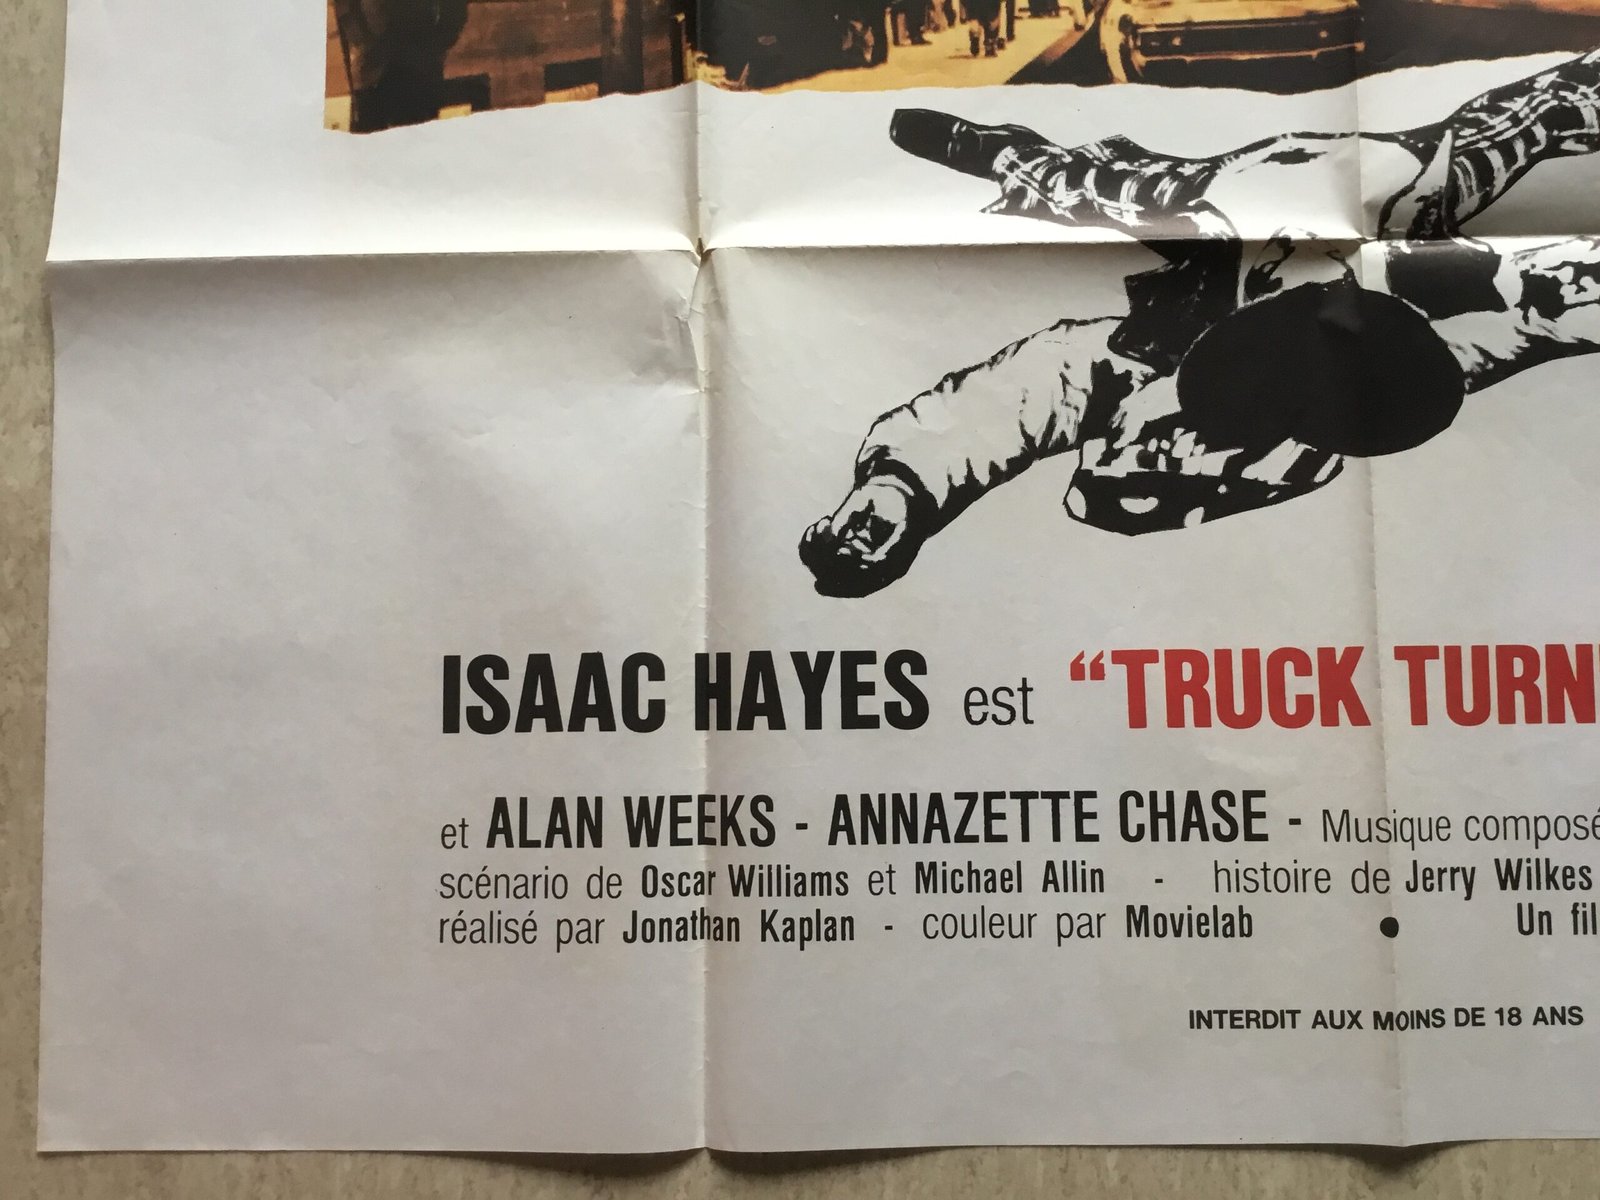 ISAAC HAYES est “TRUCK TURN
et ALAN WEEKS - ANNAZETTE CHASE - Musique composé
scénario de Oscar Williams et Michael Allin - histoire de Jerry Wilkes
réalisé par Jonathan Kaplan - couleur par Movielab • Un fil
INTERDIT AUX MOINS DE 18 ANS